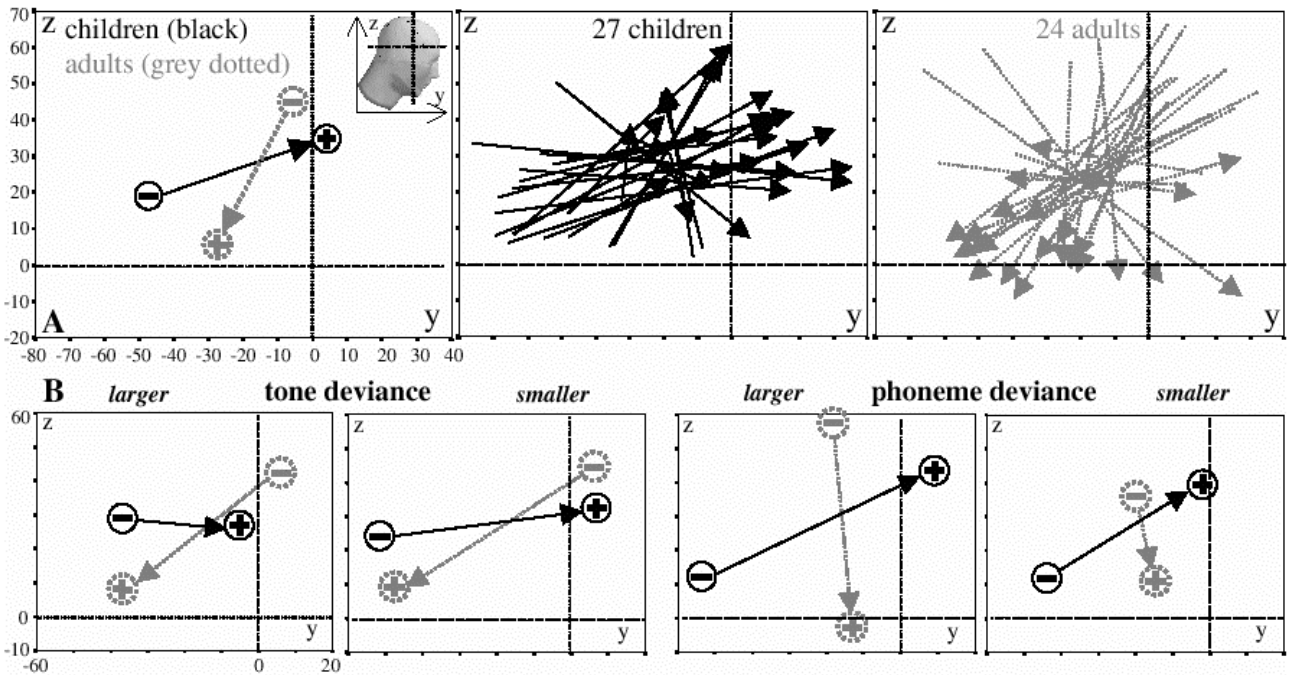 70
60
50
40
30
20
10
0
-10
-20
z
children (black)
adults (grey dotted)
z
y
A
y
-80 -70 -60 -50 -40 -30 -20 -10 0 10 20 30 40
z
27 children
y
z
24 adults
y
B
larger
tone deviance
smaller
larger
phoneme deviance
smaller
60
0
-10
z
y
-60
0
20
z
y
z
y
z
y